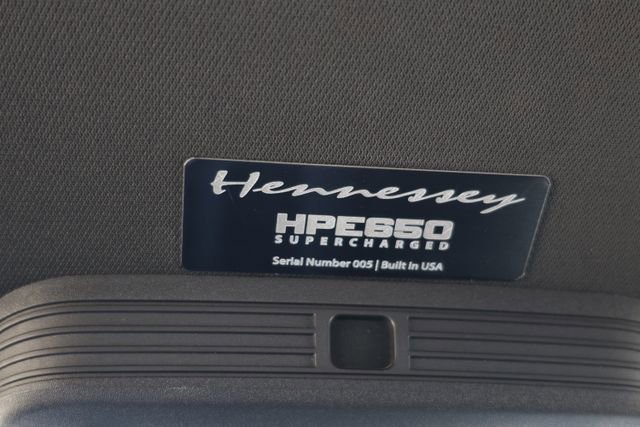 Hennessey
HPE650
SUPERCHARGED
Serial Number 005 | Built in USA